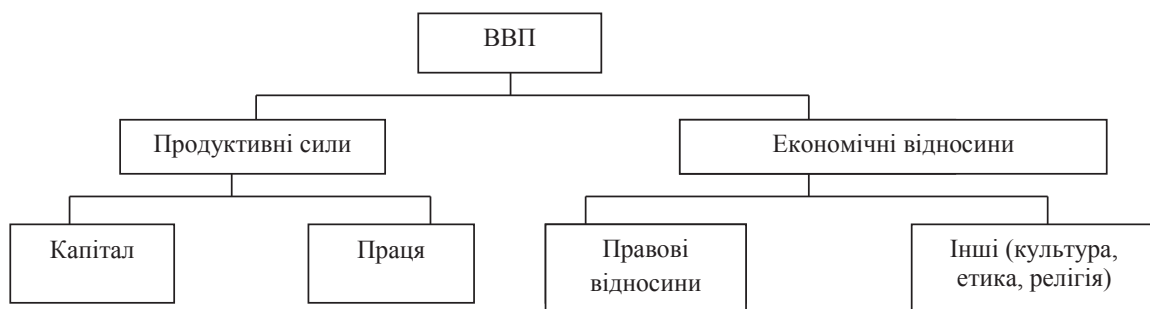 ВВП
Продуктивні сили
Економічні відносини
Капітал
Праця
Правові
відносини
Інші (культура,
етика, релігія)